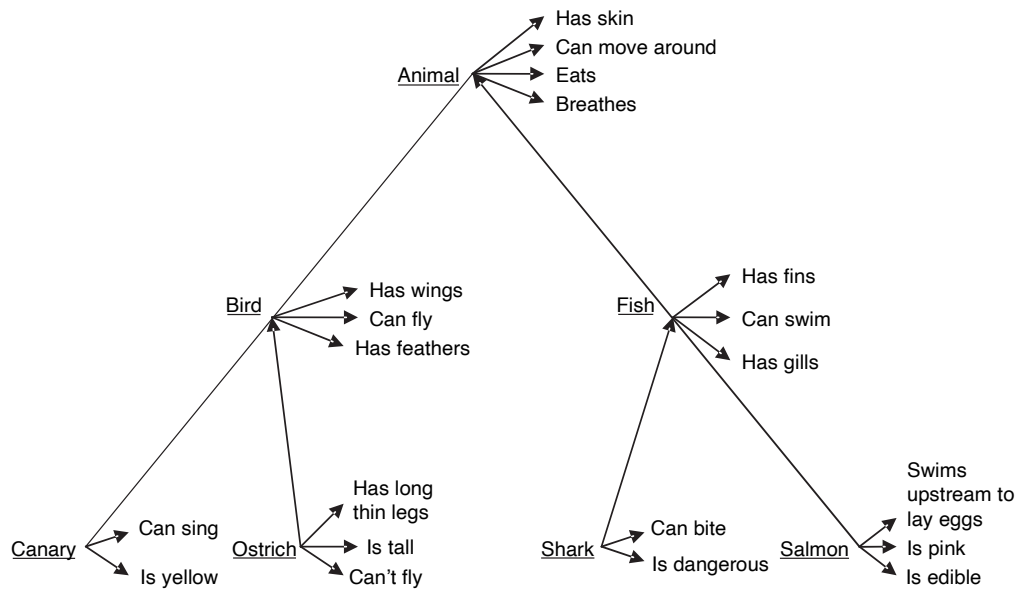 Has skin
Can move around
Animal
Eats
Breathes
Bird
Has wings
Can fly
Has feathers
Fish
Has fins
Can swim
Has gills
Canary
Can sing
Is yellow
Ostrich
Has long
thin legs
Is tall
Can't fly
Shark
Can bite
Is dangerous
Salmon
Swims
upstream to
lay eggs
Is pink
Is edible